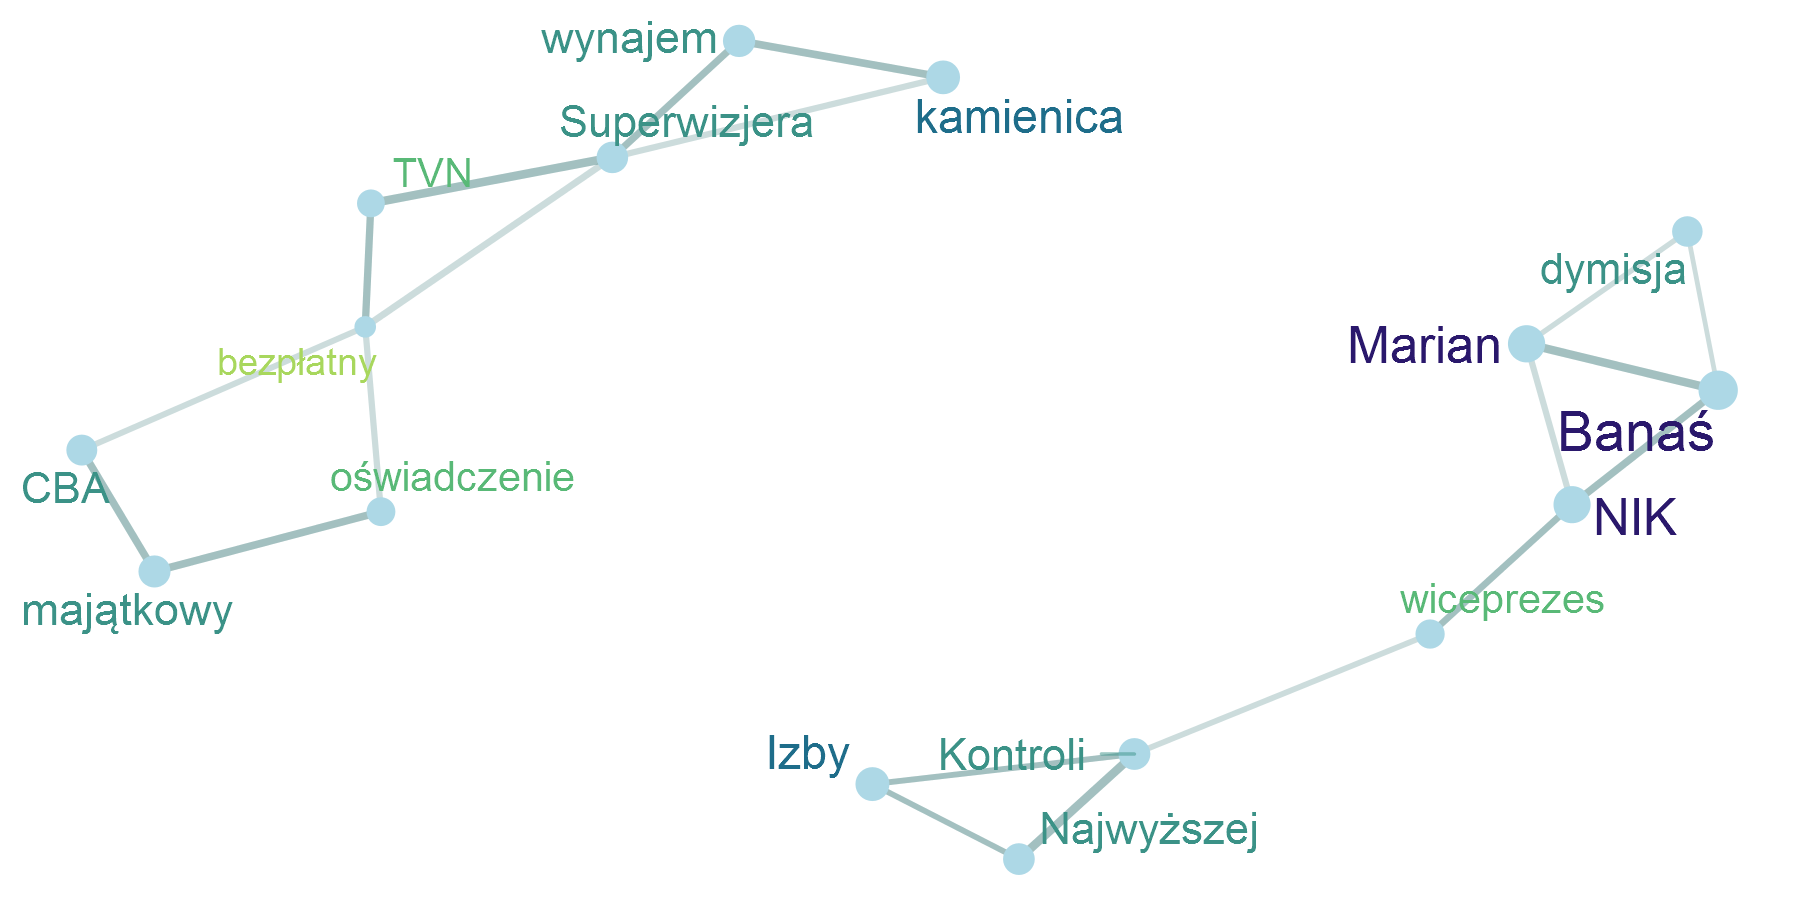 wynajem
kamienica
Superwizjera
TVN
dymisja
Marian
bezpłatny
Banaś
CBA
oświadczenie
NIK
majątkowy
wiceprezes
Izby
Kontroli
Najwyższej